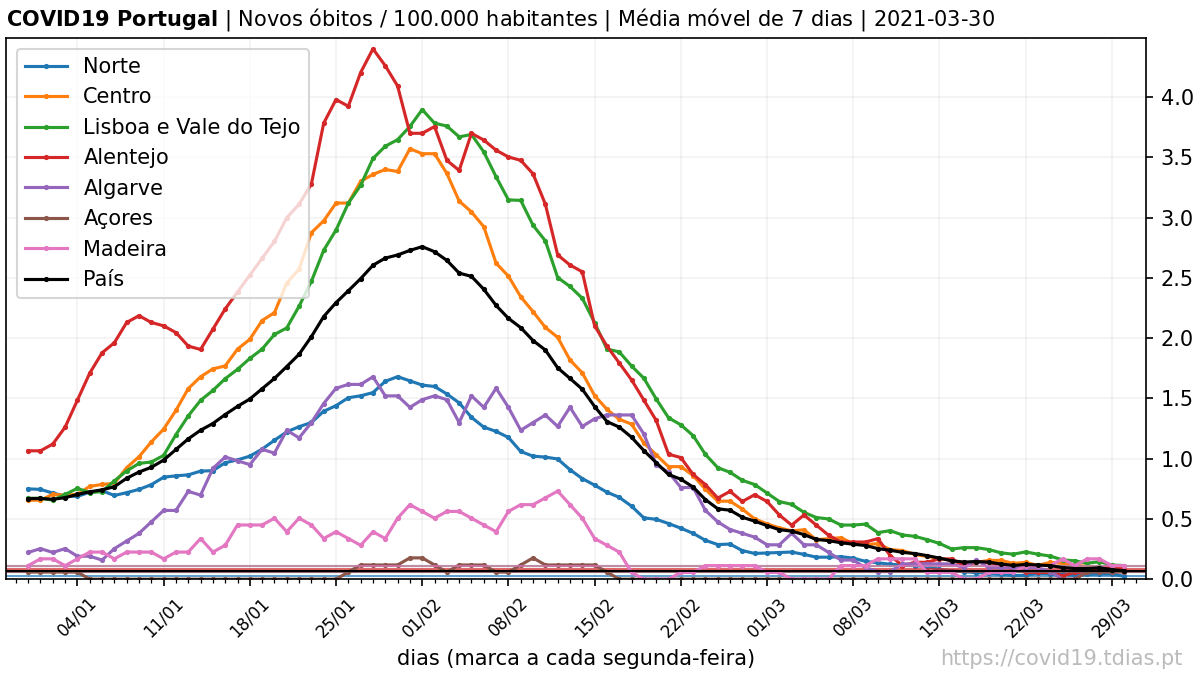 COVID19 Portugal | Novos óbitos / 100.000 habitantes | Média móvel de 7 dias | 2021-03-30
Norte
Centro
Lisboa e Vale do Tejo
Alentejo
Algarve
Açores
Madeira
País
4.0
3.5
3.0
2.5
2.0
1.5
1.0
0.5
0.0
04/01
11/01
18/01
25/01
01/02
08/02
15/02
22/02
01/03
08/03
15/03
22/03
29/03
dias (marca a cada segunda-feira)
https://covid19.tdias.pt